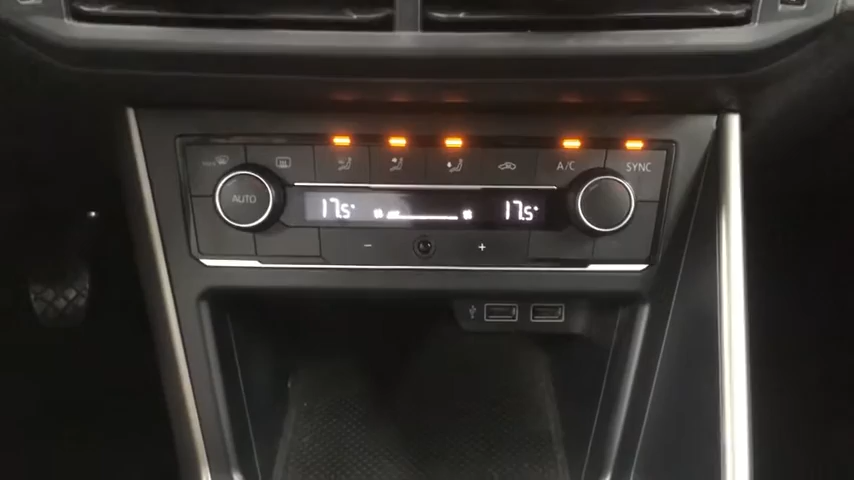 A/C
SYNC
AUTO
17.5°
17.5°
- +